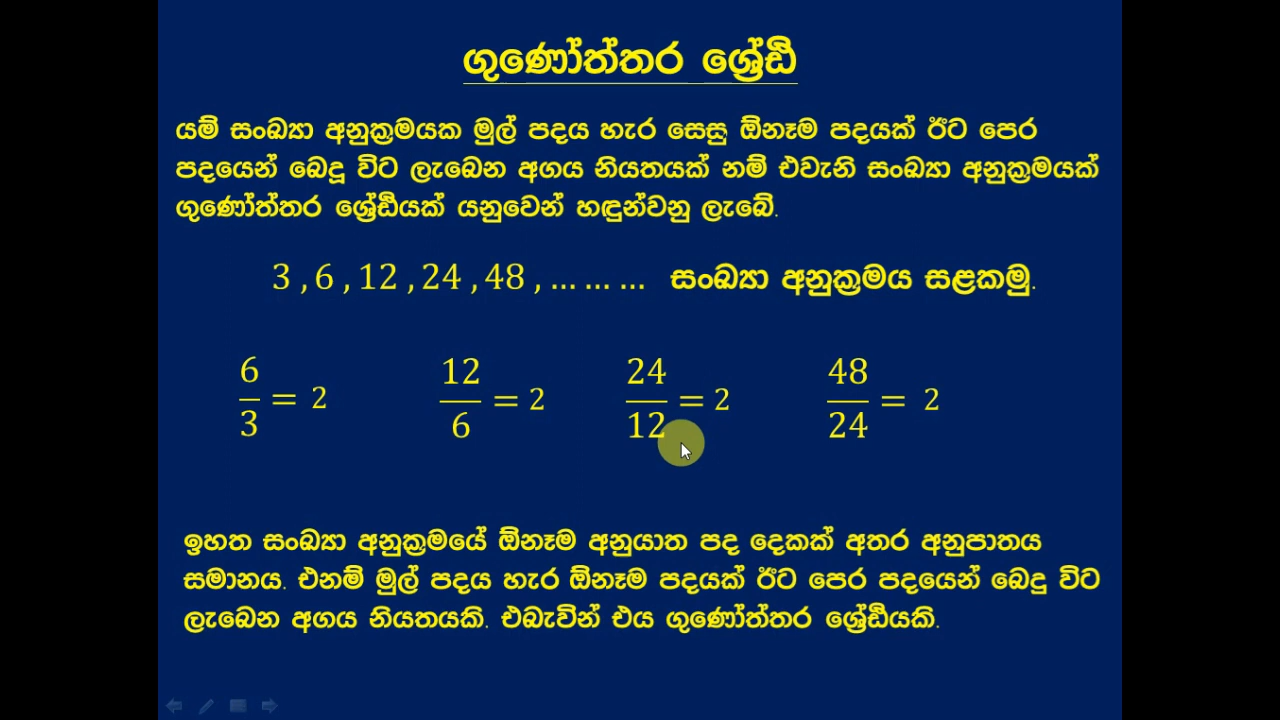 ගුණෝත්තර ශ්‍රේඪි
යම් සංඛ්‍යා අනුක්‍රමයක මුල් පදය හැර සෙසු ඕනෑම පදයක් ඊට පෙර
පදයෙන් බෙදූ විට ලැබෙන අගය නියතයක් නම් එවැනි සංඛ්‍යා අනුක්‍රමයක්
ගුණෝත්තර ශ්‍රේඪියක් යනුවෙන් හඳුන්වනු ලැබේ.
3 , 6 , 12 , 24 , 48 , ... ... ... සංඛ්‍යා අනුක්‍රමය සළකමු.
6/3 = 2 12/6 = 2 24/12 = 2 48/24 = 2
ඉහත සංඛ්‍යා අනුක්‍රමයේ ඕනෑම අනුයාත පද දෙකක් අතර අනුපාතය
සමානය. එනම් මුල් පදය හැර ඕනෑම පදයක් ඊට පෙර පදයෙන් බෙදු විට
ලැබෙන අගය නියතයකි. එබැවින් එය ගුණෝත්තර ශ්‍රේඪියකි.